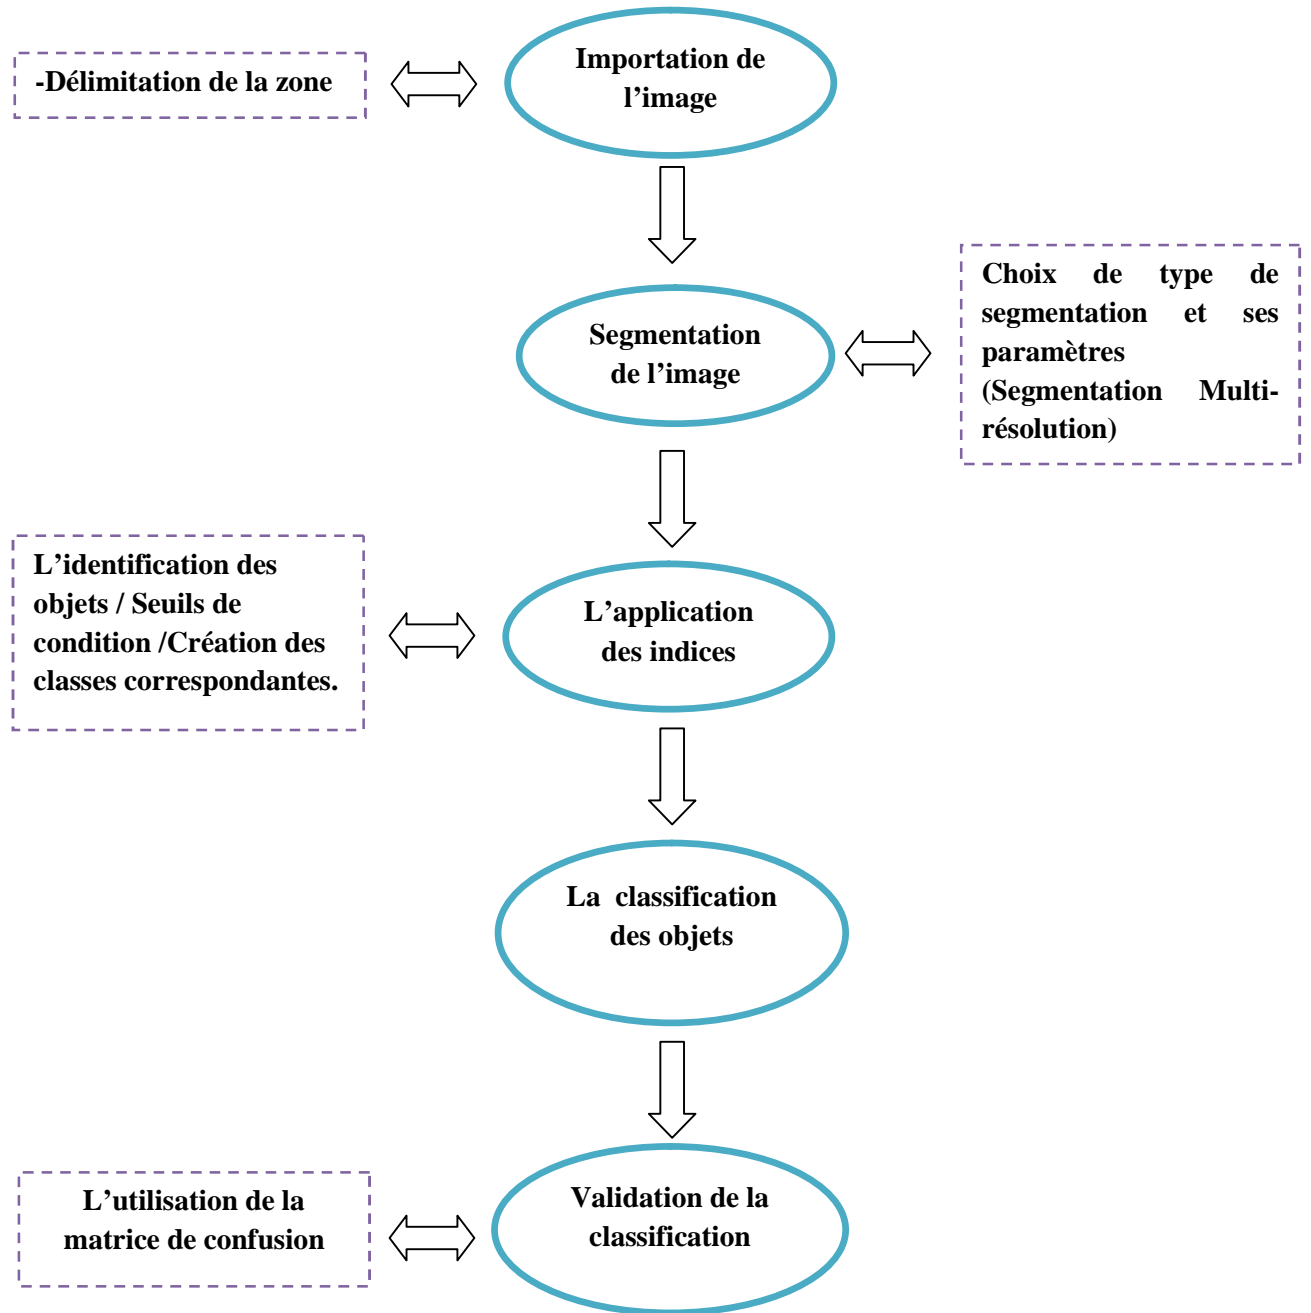 Importation de
l'image
-Délimitation de la zone
Segmentation
de l'image
Choix de type de
segmentation et ses
paramètres
(Segmentation Multi-
résolution)
L'application
des indices
L'identification des
objets / Seuils de
condition /Création des
classes correspondantes.
La classification
des objets
Validation de la
classification
L'utilisation de la
matrice de confusion